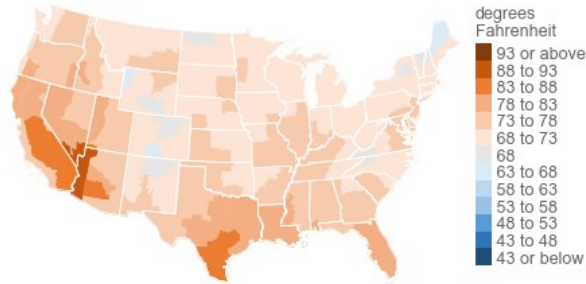 degrees
Fahrenheit
93 or above
88 to 93
83 to 88
78 to 83
73 to 78
68 to 73
68
63 to 68
58 to 63
53 to 58
48 to 53
43 to 48
43 or below